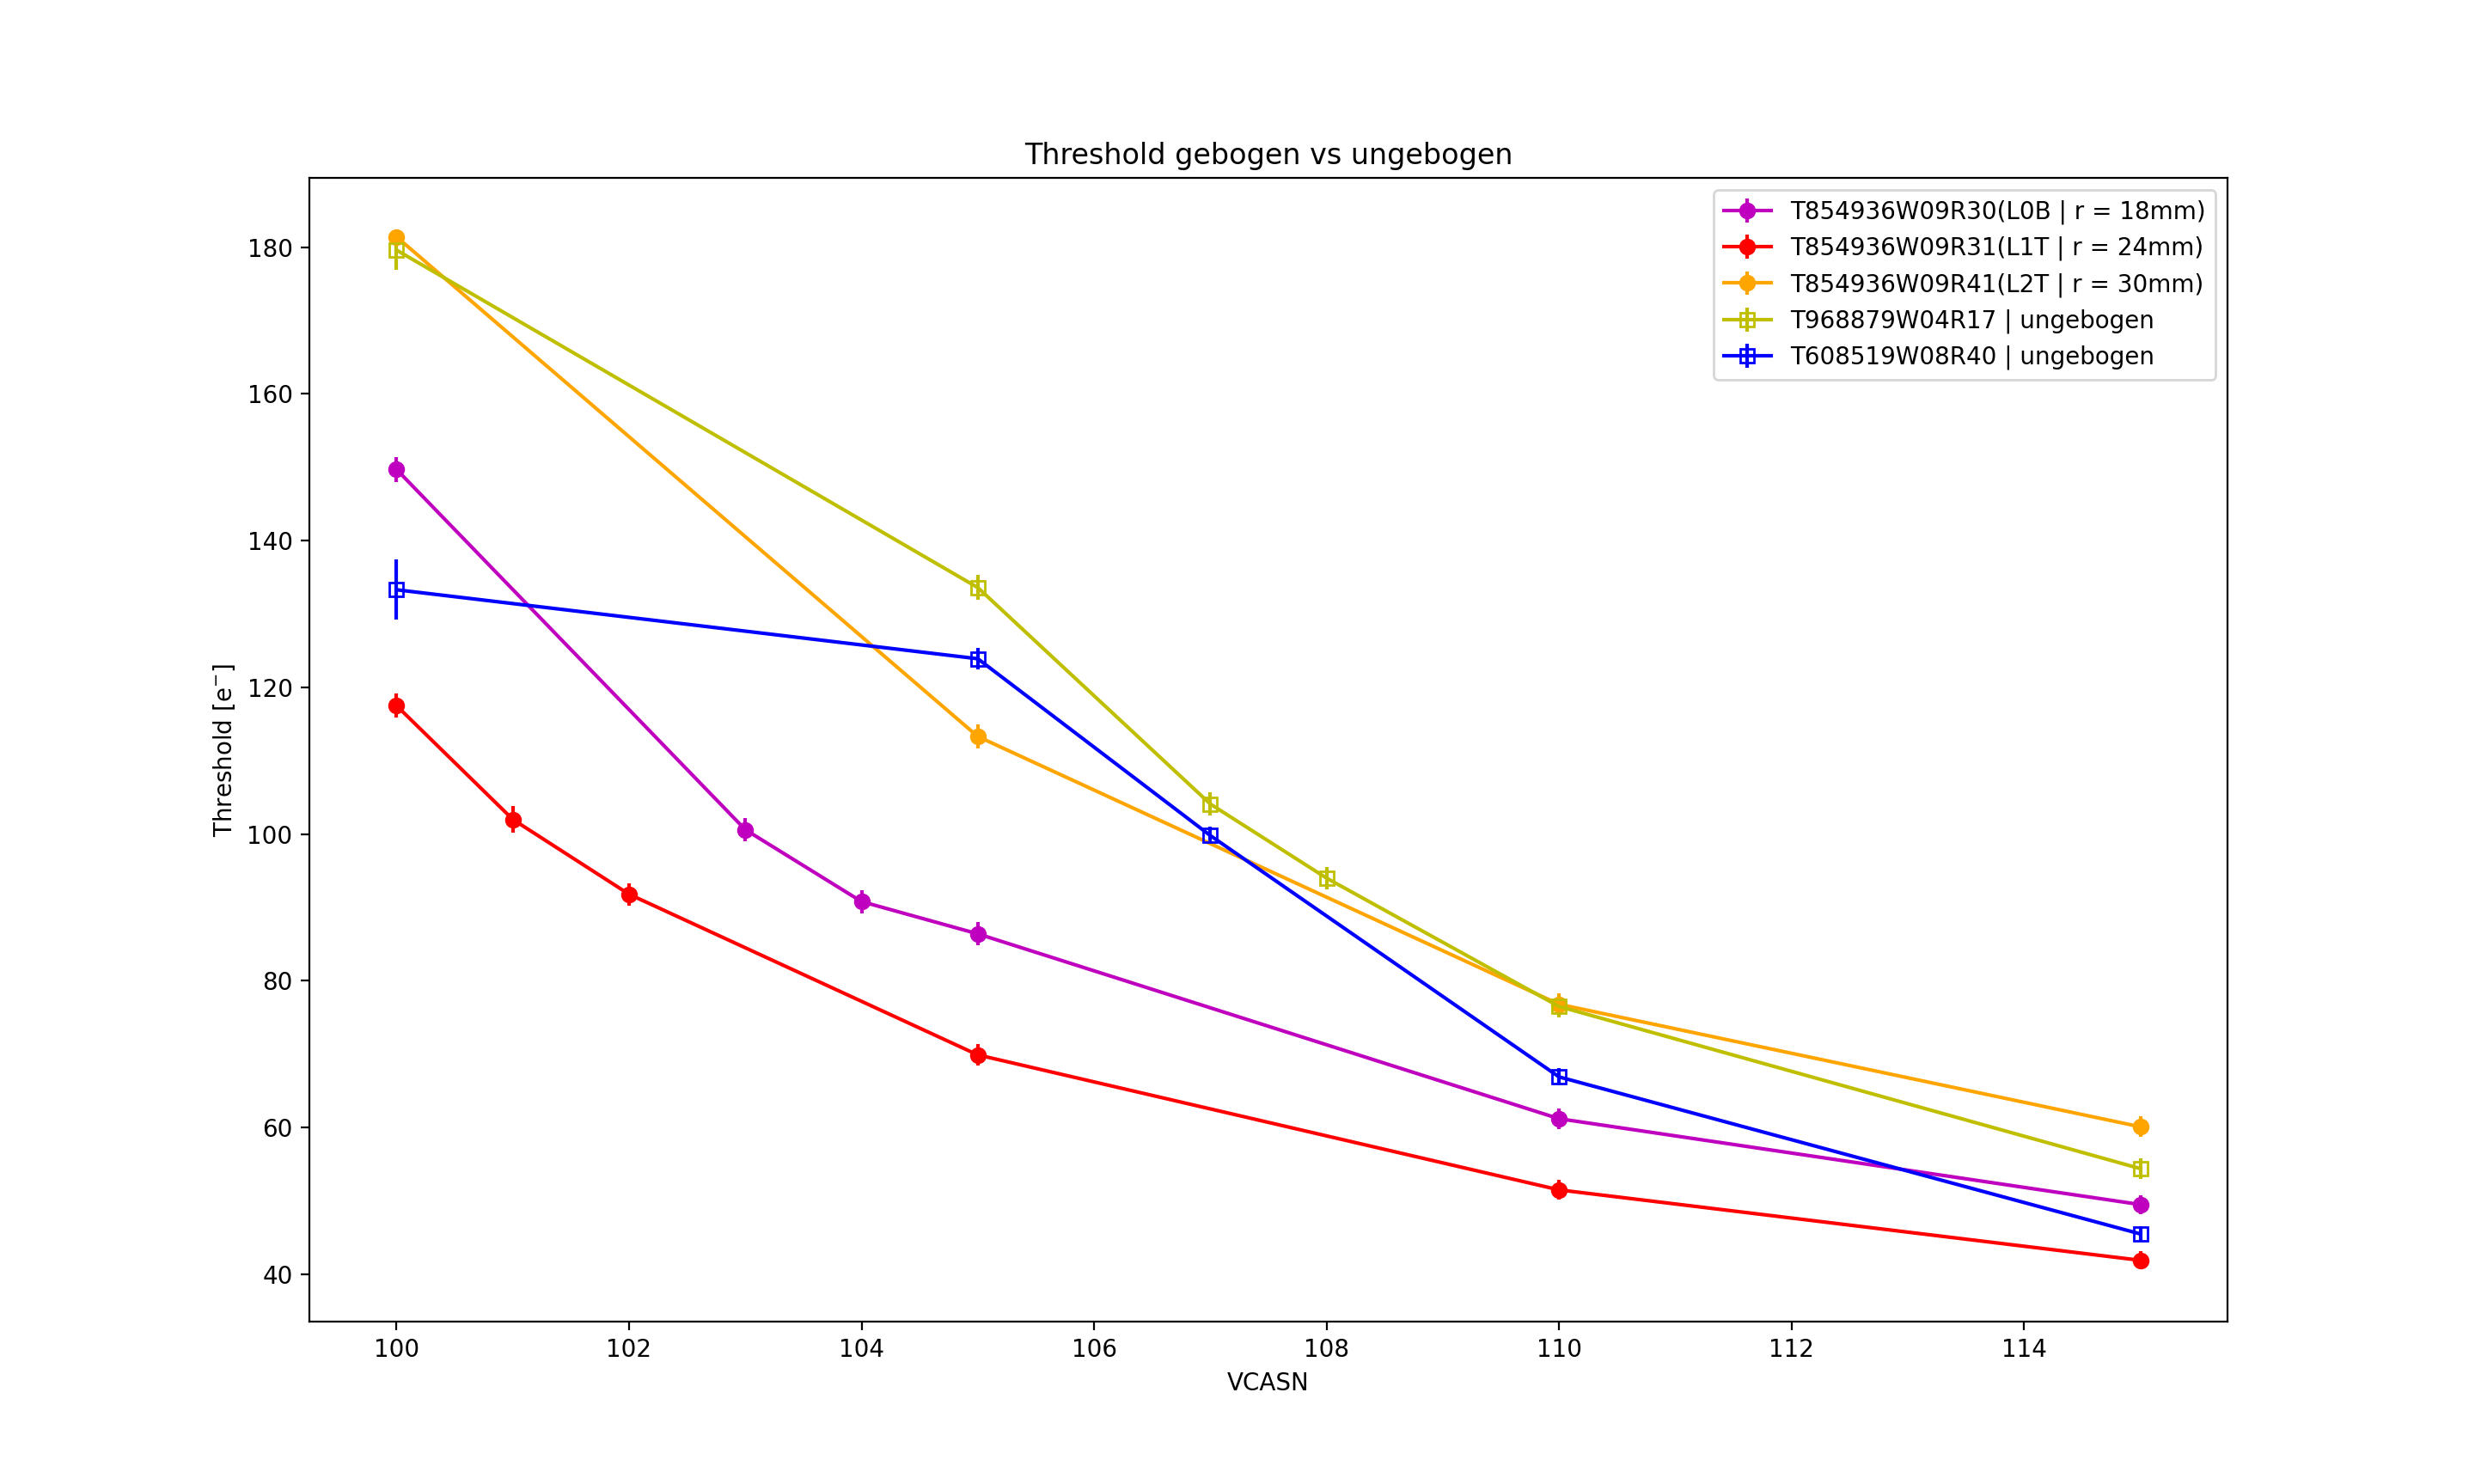 Threshold gebogen vs ungebogen
T854936W09R30(L0B | r = 18mm)
T854936W09R31(L1T | r = 24mm)
T854936W09R41(L2T | r = 30mm)
T968879W04R17 | ungebogen
T608519W08R40 | ungebogen
Threshold [e⁻]
180
160
140
120
100
80
60
40
100 102 104 106 108 110 112 114
VCASN